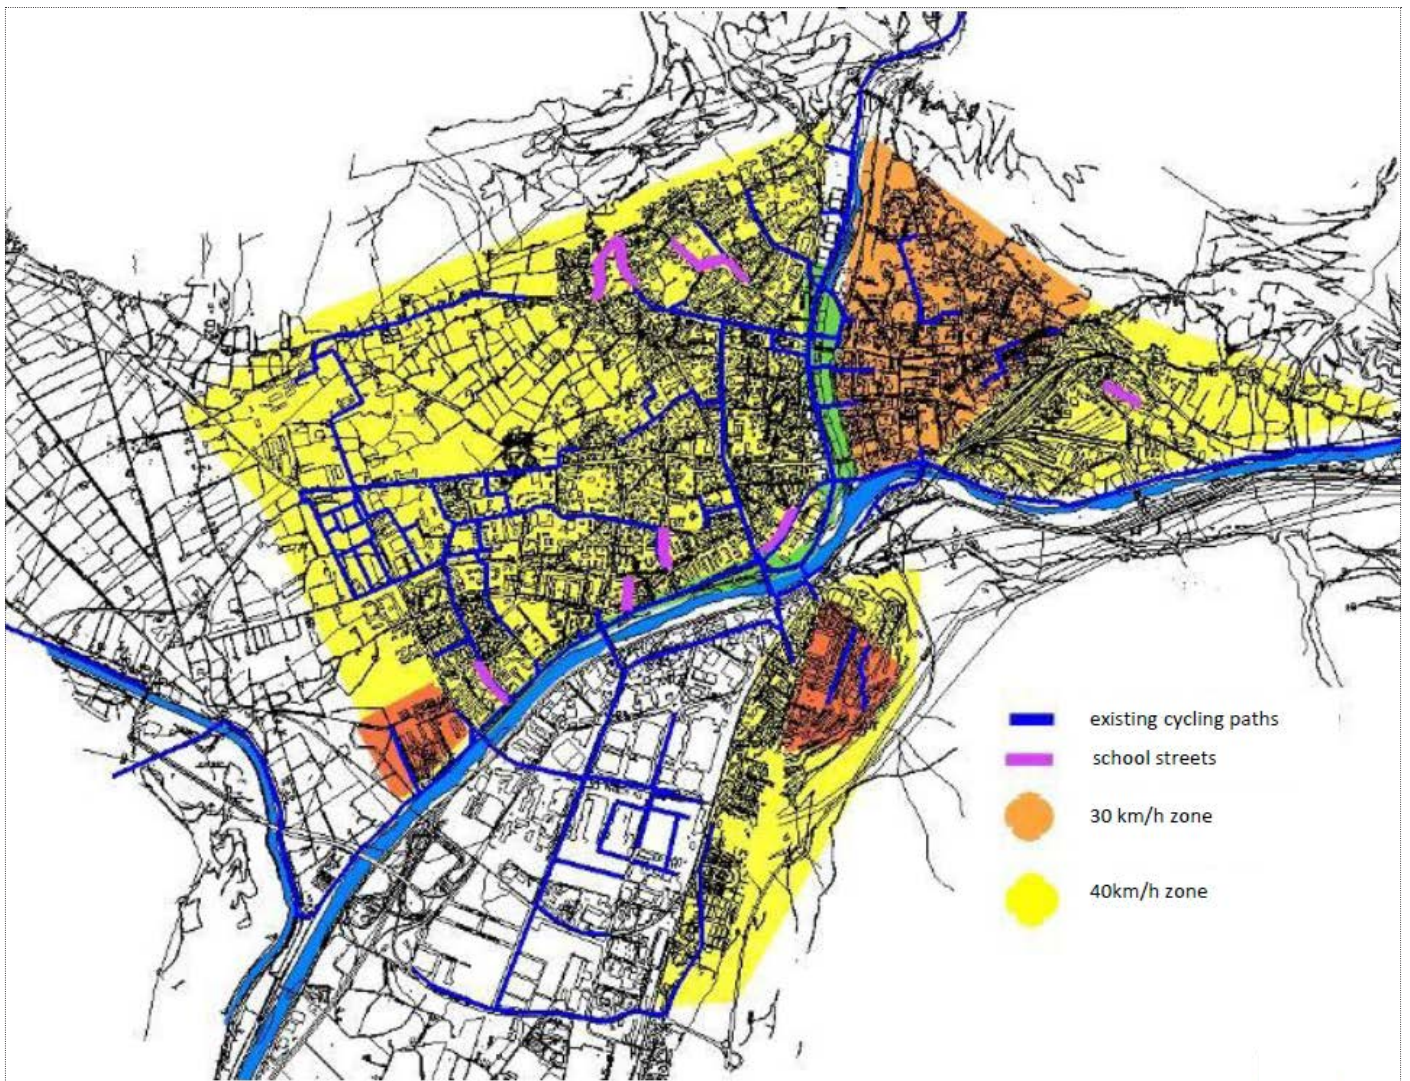 existing cycling paths
school streets
30 km/h zone
40km/h zone